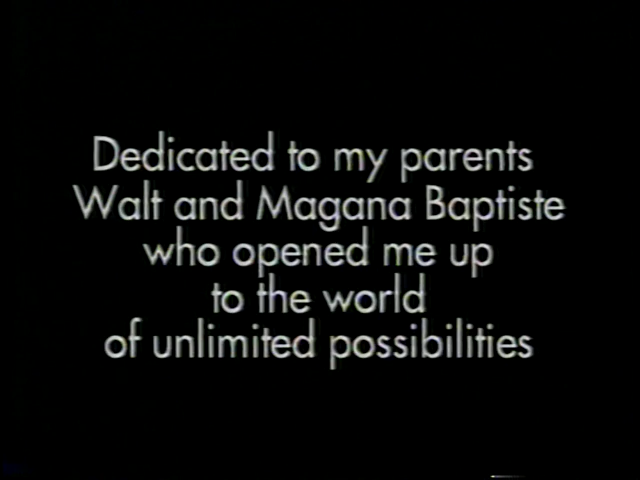 Dedicated to my parents
Walt and Magana Baptiste
who opened me up
to the world
of unlimited possibilities